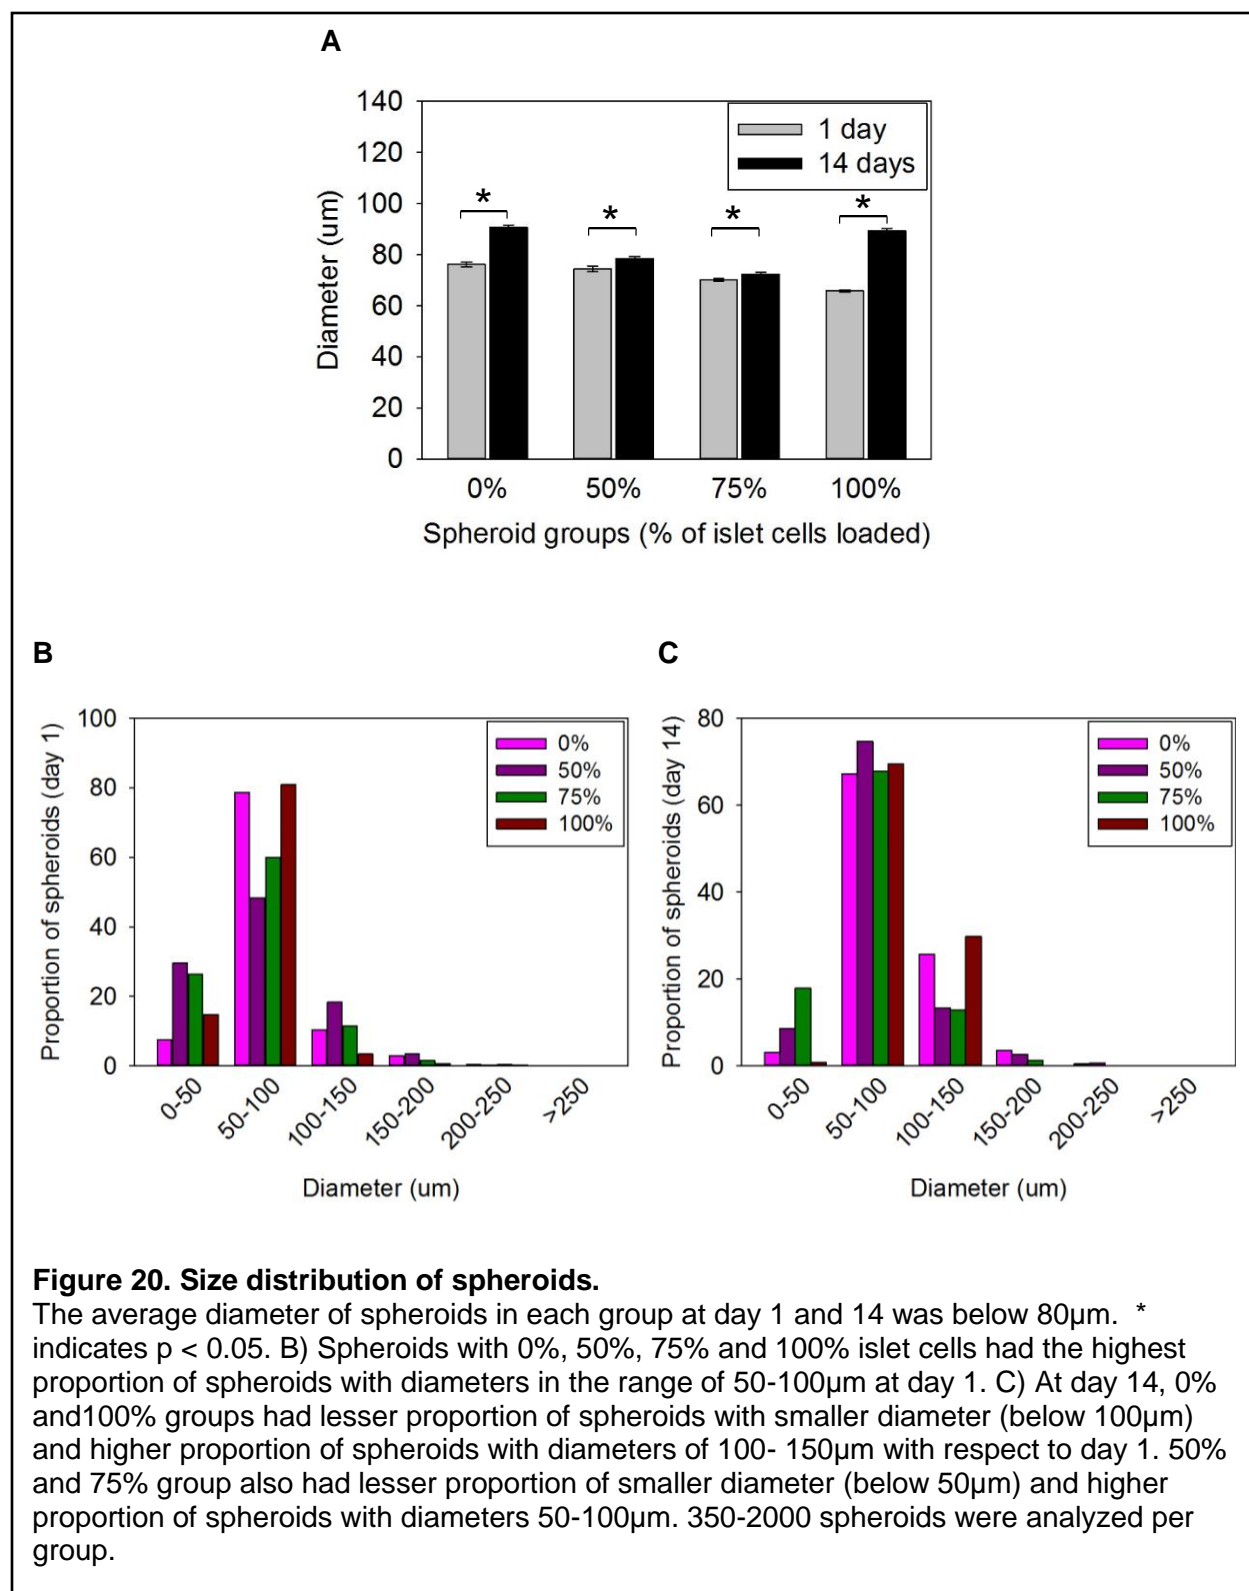 A
140
120
100
80
60
40
20
0
Diameter (um)
1 day
14 days
*
*
*
*
0% 50% 75% 100%
Spheroid groups (% of islet cells loaded)
B
100
80
60
40
20
0
Proportion of spheroids (day 1)
0%
50%
75%
100%
0-50 50-100 100-150 150-200 200-250 >250
Diameter (um)
C
80
60
40
20
0
Proportion of spheroids (day 14)
0%
50%
75%
100%
0-50 50-100 100-150 150-200 200-250 >250
Diameter (um)
Figure 20. Size distribution of spheroids.
The average diameter of spheroids in each group at day 1 and 14 was below 80µm. *
indicates p < 0.05. B) Spheroids with 0%, 50%, 75% and 100% islet cells had the highest
proportion of spheroids with diameters in the range of 50-100µm at day 1. C) At day 14, 0%
and100% groups had lesser proportion of spheroids with smaller diameter (below 100µm)
and higher proportion of spheroids with diameters of 100- 150µm with respect to day 1. 50%
and 75% group also had lesser proportion of smaller diameter (below 50µm) and higher
proportion of spheroids with diameters 50-100µm. 350-2000 spheroids were analyzed per
group.